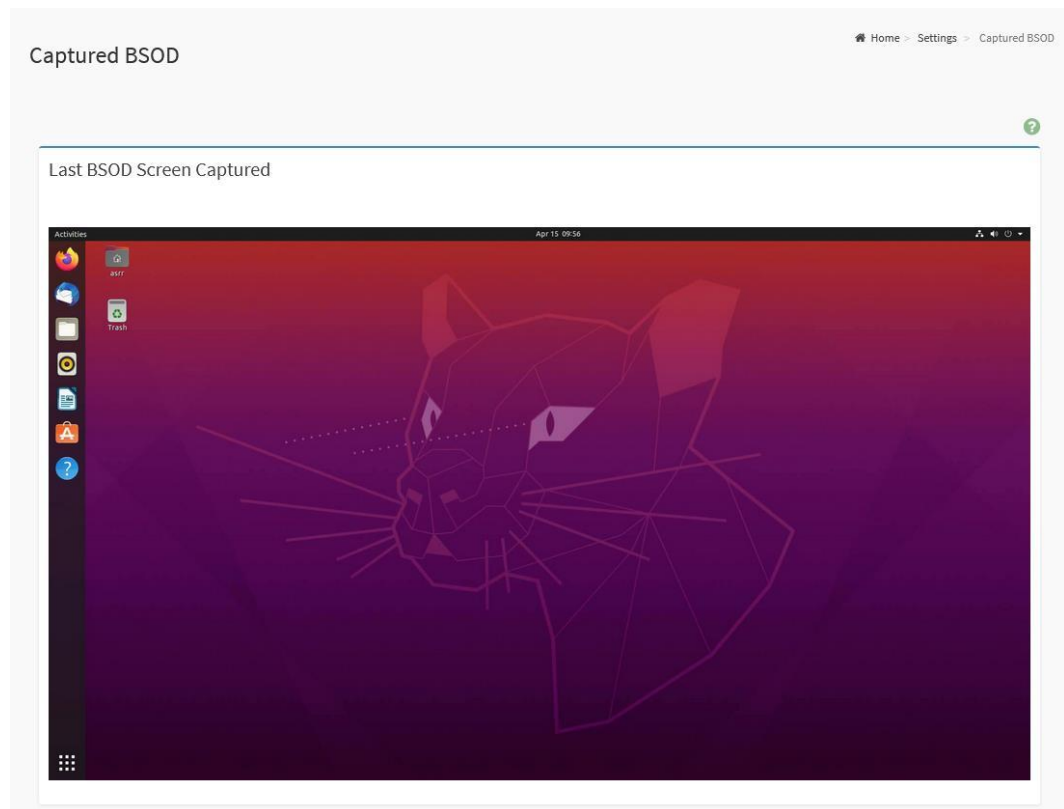 Home > Settings > Captured BSOD
Captured BSOD
Last BSOD Screen Captured
Activities
Apr 15 09:56
asrr
Trash